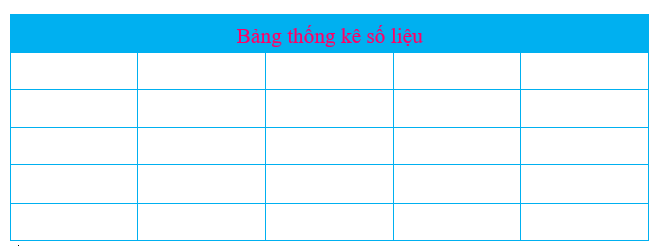 Bảng thống kê số liệu